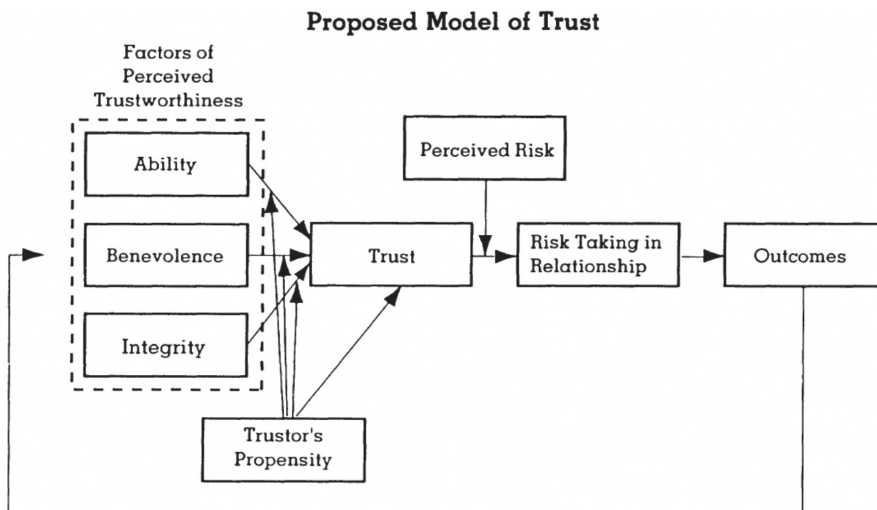 Proposed Model of Trust
Factors of
Perceived
Trustworthiness
Ability
Benevolence
Integrity
Trustor's
Propensity
Trust
Perceived Risk
Risk Taking in
Relationship
Outcomes